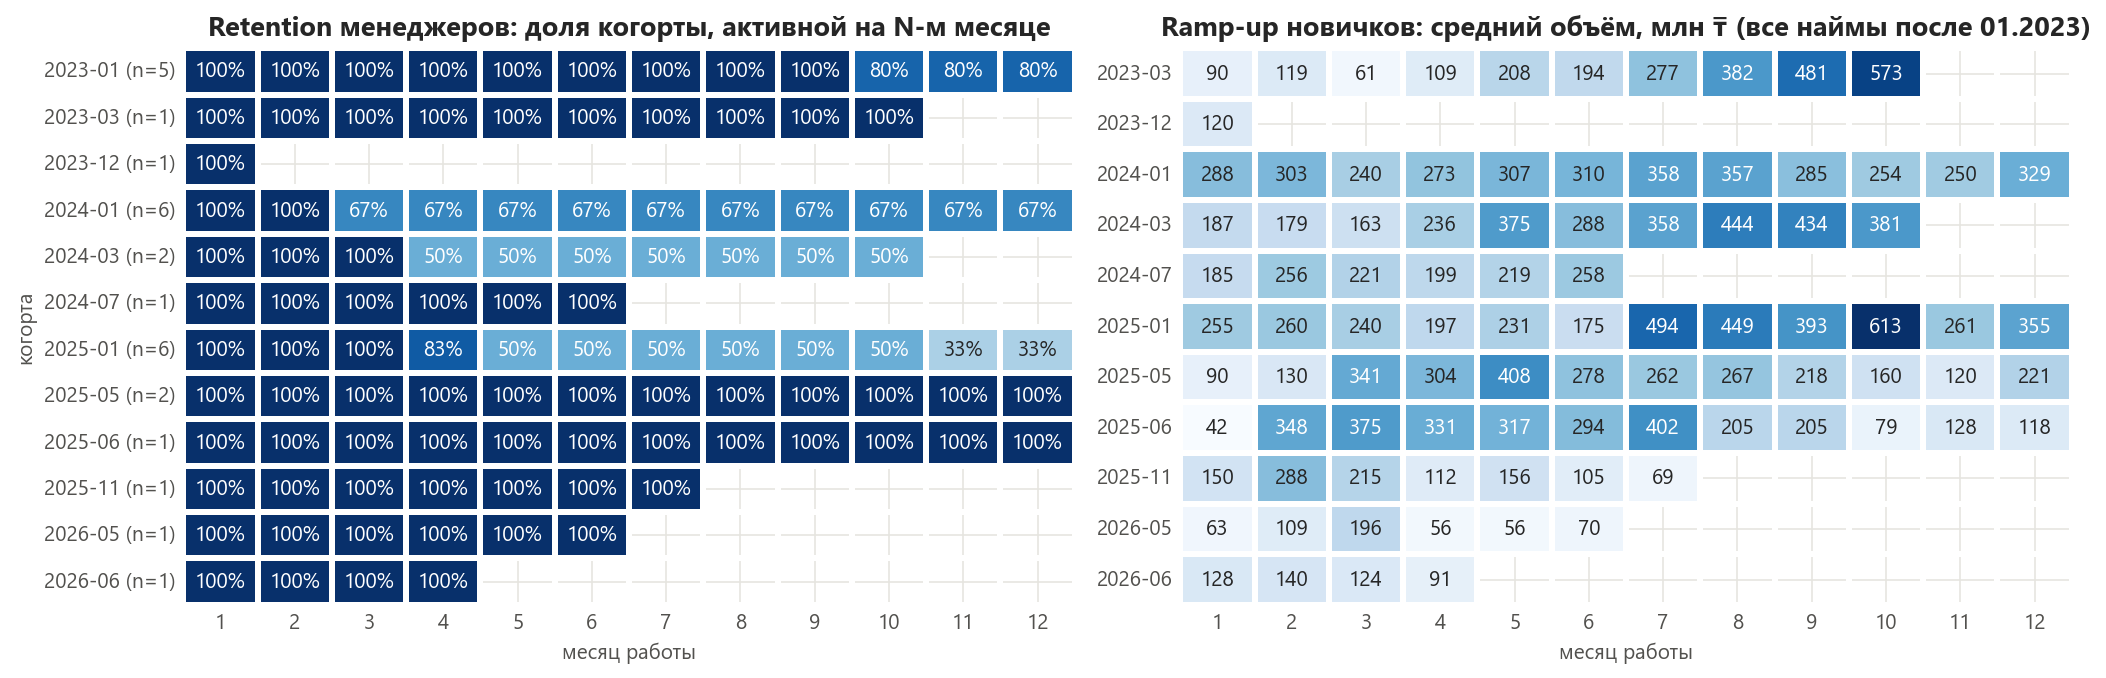 Retention менеджеров: доля когорты, активной на N-м месяце
2023-01 (n=5) 100% 100% 100% 100% 100% 100% 100% 100% 100% 80% 80% 80%
2023-03 (n=1) 100% 100% 100% 100% 100% 100% 100% 100% 100% 100%
2023-12 (n=1) 100%
2024-01 (n=6) 100% 100% 67% 67% 67% 67% 67% 67% 67% 67% 67% 67%
2024-03 (n=2) 100% 100% 100% 50% 50% 50% 50% 50% 50% 50%
2024-07 (n=1) 100% 100% 100% 100% 100% 100%
2025-01 (n=6) 100% 100% 100% 83% 50% 50% 50% 50% 50% 50% 33% 33%
2025-05 (n=2) 100% 100% 100% 100% 100% 100% 100% 100% 100% 100% 100% 100%
2025-06 (n=1) 100% 100% 100% 100% 100% 100% 100% 100% 100% 100% 100% 100%
2025-11 (n=1) 100% 100% 100% 100% 100% 100% 100%
2026-05 (n=1) 100% 100% 100% 100% 100% 100%
2026-06 (n=1) 100% 100% 100% 100%
1 2 3 4 5 6 7 8 9 10 11 12
месяц работы
когорта
Ramp-up новичков: средний объём, млн ₸ (все наймы после 01.2023)
2023-03 90 119 61 109 208 194 277 382 481 573
2023-12 120
2024-01 288 303 240 273 307 310 358 357 285 254 250 329
2024-03 187 179 163 236 375 288 358 444 434 381
2024-07 185 256 221 199 219 258
2025-01 255 260 240 197 231 175 494 449 393 613 261 355
2025-05 90 130 341 304 408 278 262 267 218 160 120 221
2025-06 42 348 375 331 317 294 402 205 205 79 128 118
2025-11 150 288 215 112 156 105 69
2026-05 63 109 196 56 56 70
2026-06 128 140 124 91
1 2 3 4 5 6 7 8 9 10 11 12
месяц работы